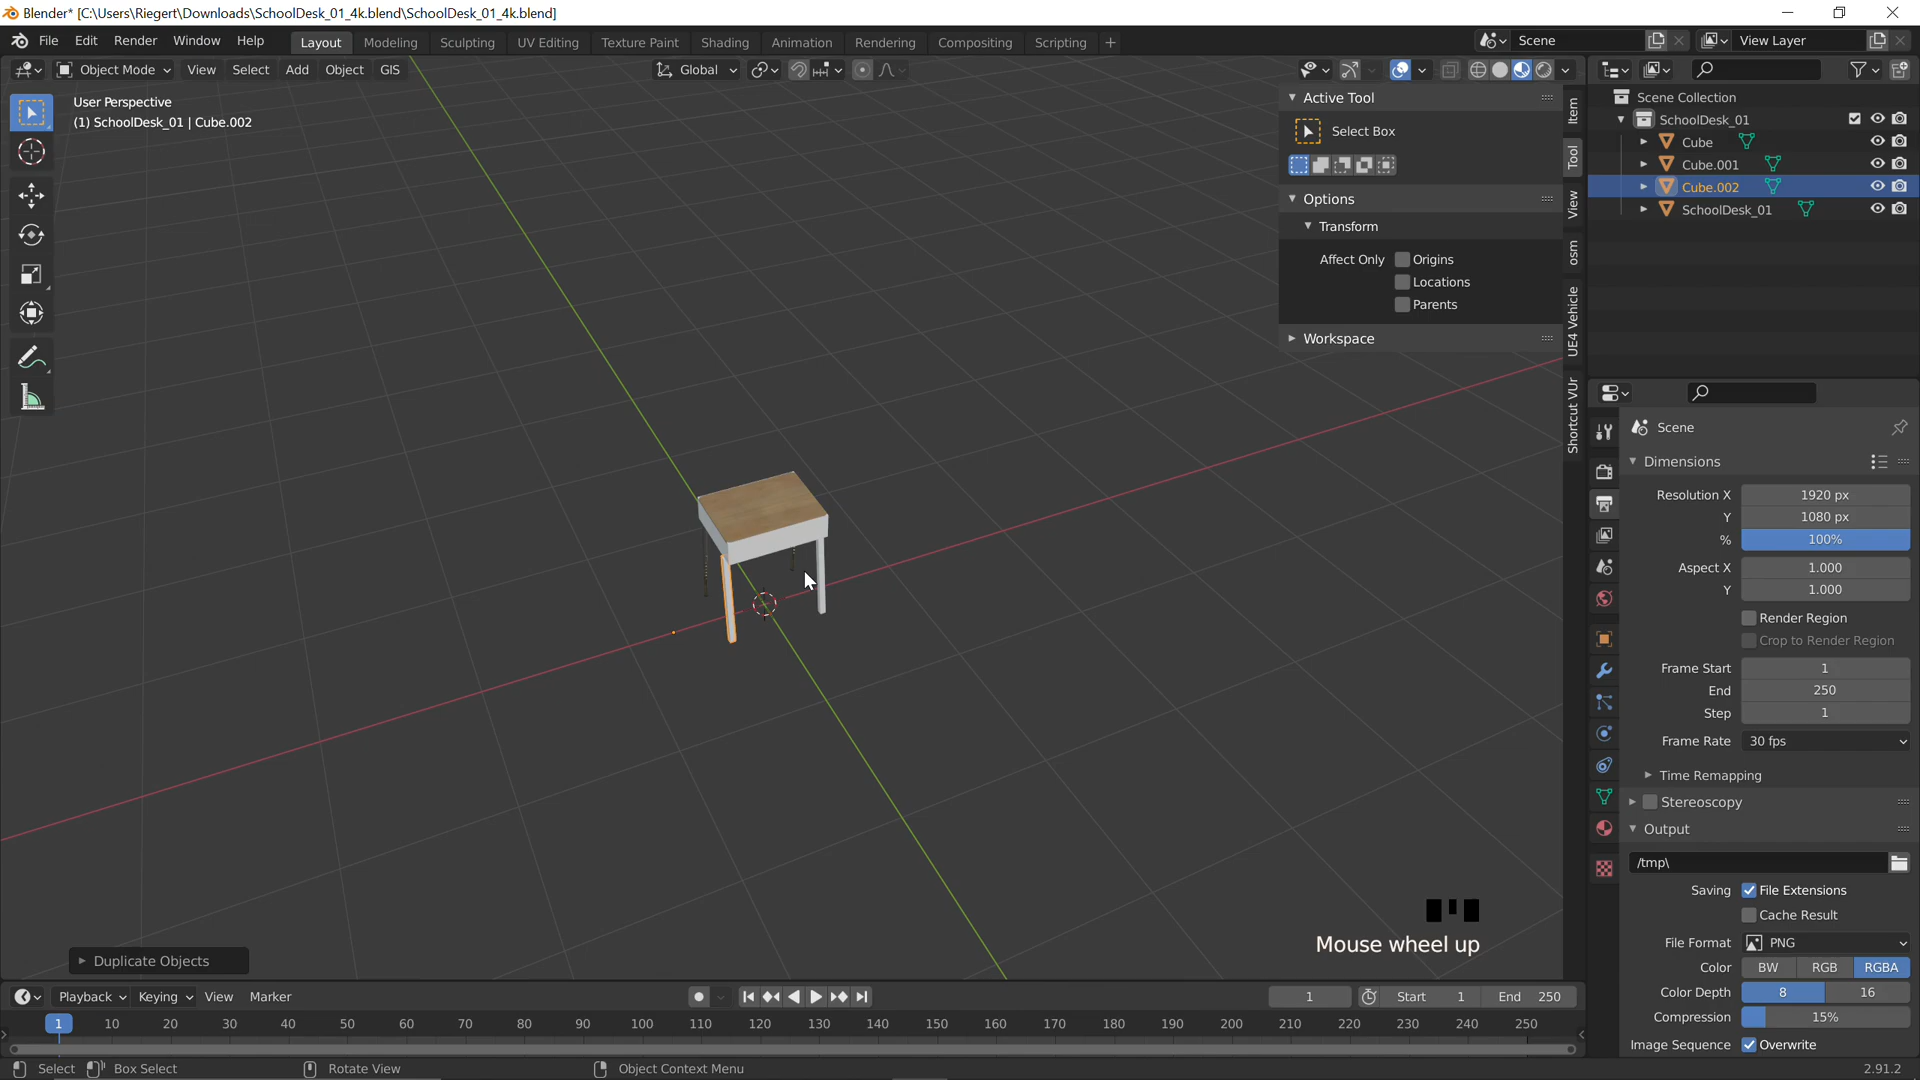 Blender* [C:\Users\Riegert\Downloads\SchoolDesk_01_4k.blend\SchoolDesk_01_4k.blend]
File Edit Render Window Help Layout Modeling Sculpting UV Editing Texture Paint Shading Animation Rendering Compositing Scripting + Scene View Layer
Object Mode View Select Add Object GIS Global
User Perspective
(1) SchoolDesk_01 | Cube.002
Active Tool
Select Box
Options
Transform
Affect Only Origins
Locations
Parents
Workspace
Item
Tool
View
osm
UE4 Vehicle
Shortcut VUr
Scene Collection
SchoolDesk_01
Cube
Cube.001
Cube.002
SchoolDesk_01
Scene
Dimensions
Resolution X 1920 px
Y 1080 px
% 100%
Aspect X 1.000
Y 1.000
Render Region
Crop to Render Region
Frame Start 1
End 250
Step 1
Frame Rate 30 fps
Time Remapping
Stereoscopy
Output
/tmp\
Saving File Extensions
Cache Result
File Format PNG
Color BW RGB RGBA
Color Depth 8 16
Compression 15%
Image Sequence Overwrite
Mouse wheel up
Duplicate Objects
Playback Keying View Marker 1 Start 1 End 250
1 10 20 30 40 50 60 70 80 90 100 110 120 130 140 150 160 170 180 190 200 210 220 230 240 250
Select Box Select Rotate View Object Context Menu 2.91.2